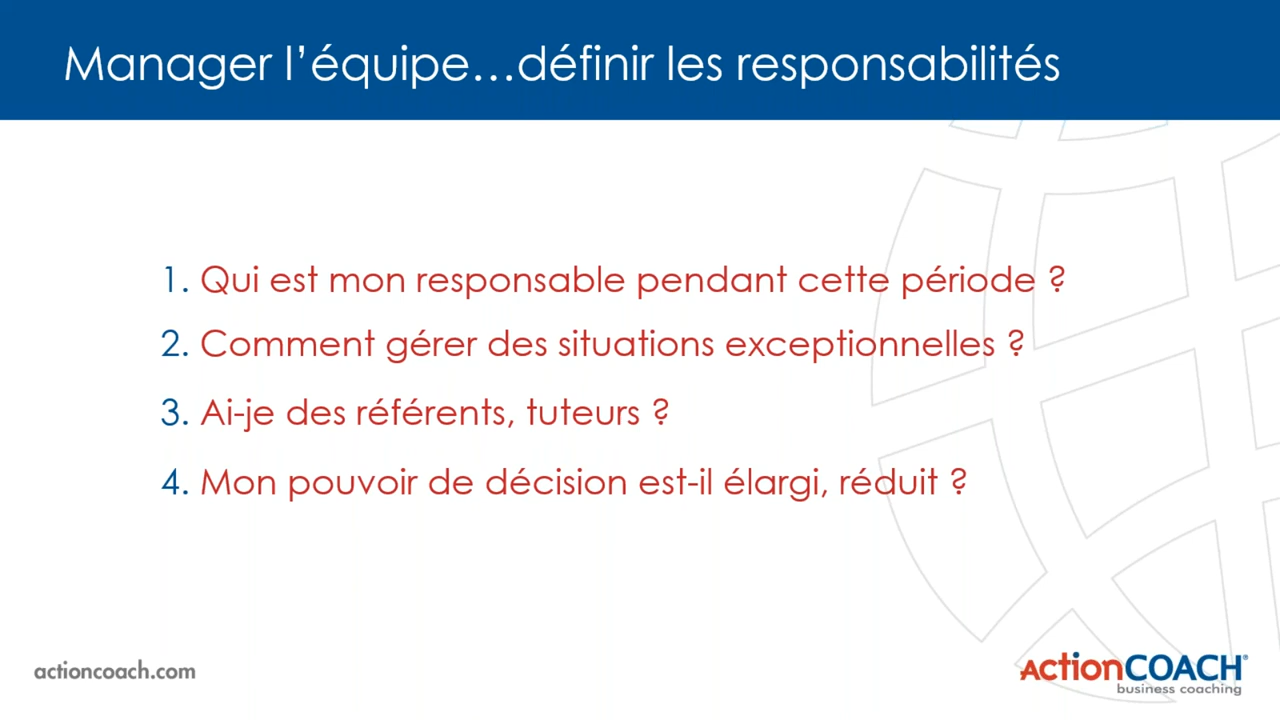 Manager l’équipe…définir les responsabilités
1. Qui est mon responsable pendant cette période ?
2. Comment gérer des situations exceptionnelles ?
3. Ai-je des référents, tuteurs ?
4. Mon pouvoir de décision est-il élargi, réduit ?
actioncoach.com
ActionCOACH®
business coaching